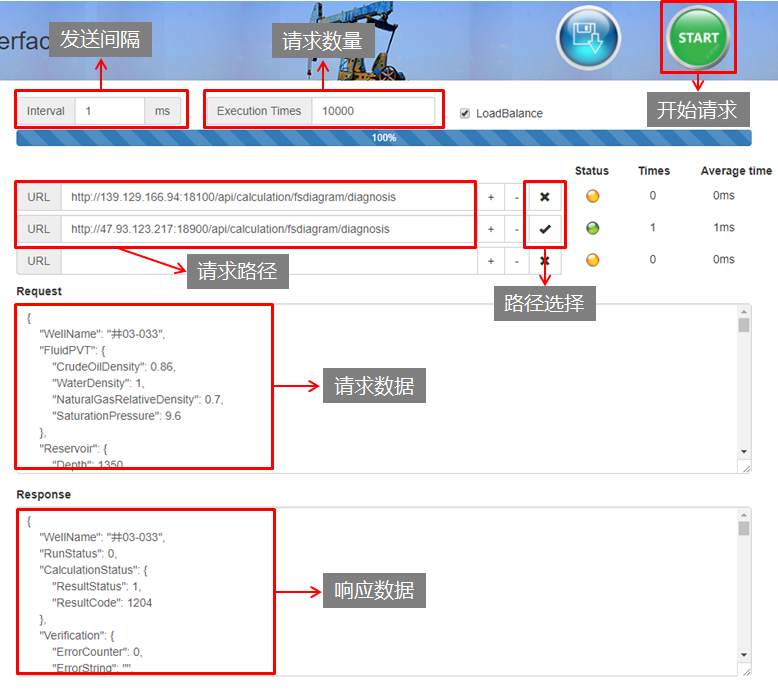 erfac
发送间隔
请求数量
START
开始请求
Interval 1 ms
Execution Times 10000
LoadBalance
100%
Status Times Average time
URL http://139.129.166.94:18100/api/calculation/fsdiagram/diagnosis + - ✖ 0 0ms
URL http://47.93.123.217:18900/api/calculation/fsdiagram/diagnosis + - ✔ 1 1ms
URL + - ✖ 0 0ms
请求路径
路径选择
Request
{
"WellName": "井03-033",
"FluidPVT": {
"CrudeOilDensity": 0.86,
"WaterDensity": 1,
"NaturalGasRelativeDensity": 0.7,
"SaturationPressure": 9.6
},
"Reservoir": {
"Depth": 1350,
请求数据
Response
{
"WellName": "井03-033",
"RunStatus": 0,
"CalculationStatus": {
"ResultStatus": 1,
"ResultCode": 1204
},
"Verification": {
"ErrorCounter": 0,
"ErrorString": "",
响应数据